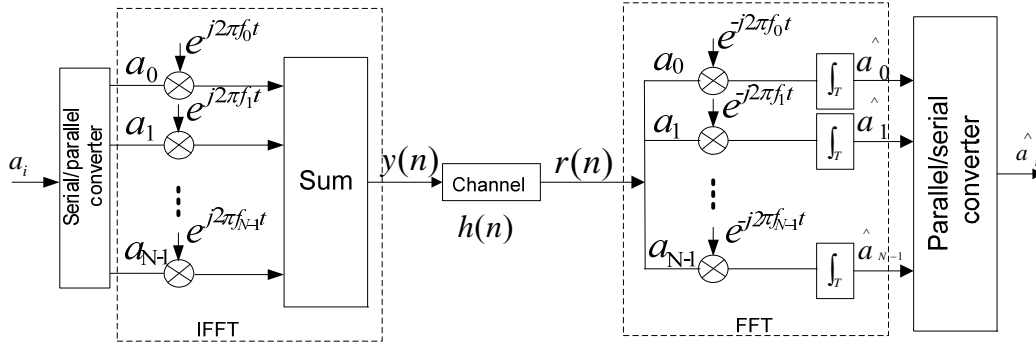 a_i
Serial/parallel
converter
a_0
e^{j2πf_0t}
a_1
e^{j2πf_1t}
a_{N-1}
e^{j2πf_{N-1}t}
Sum
IFFT
y(n)
Channel
h(n)
r(n)
a_0
e^{-j2πf_0t}
∫_T
â_0
a_1
e^{-j2πf_1t}
∫_T
â_1
a_{N-1}
e^{-j2πf_{N-1}t}
∫_T
â_{N-1}
FFT
Parallel/serial
converter
â